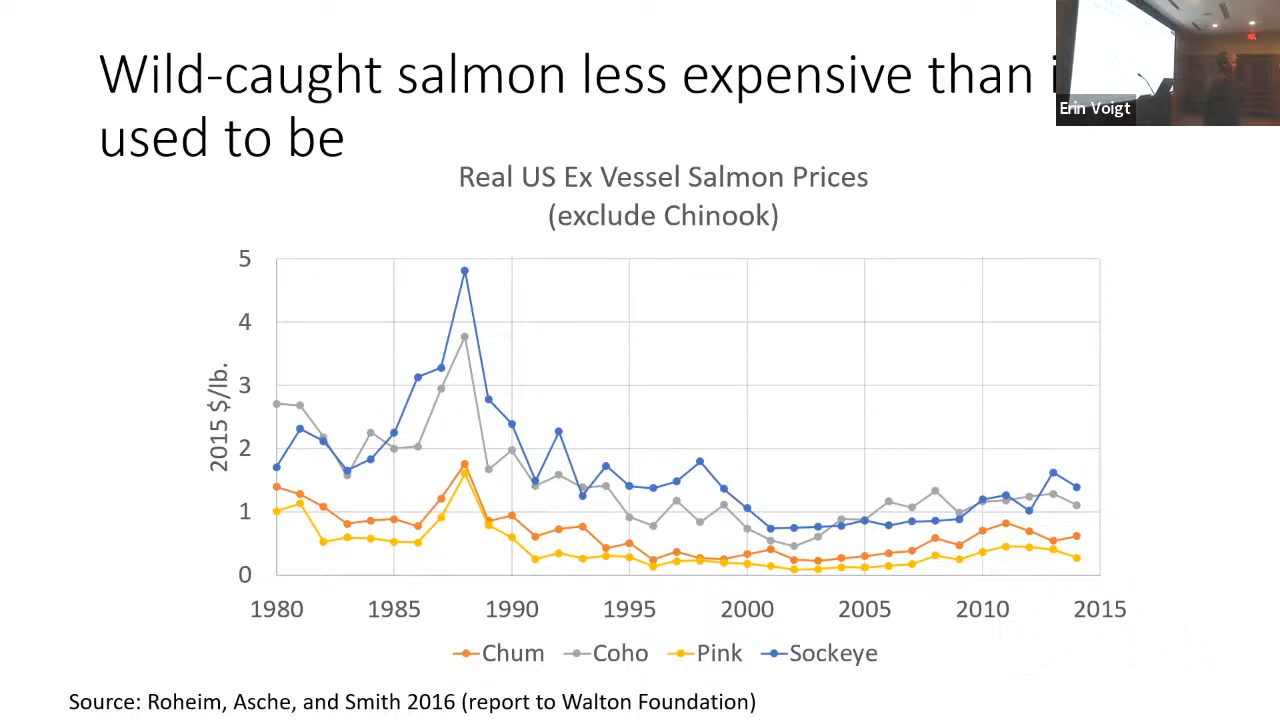 Wild-caught salmon less expensive than i
used to be
Erin Voigt
Real US Ex Vessel Salmon Prices
(exclude Chinook)
5
4
3
2
1
0
2015 $/lb.
1980 1985 1990 1995 2000 2005 2010 2015
Chum Coho Pink Sockeye
Source: Roheim, Asche, and Smith 2016 (report to Walton Foundation)